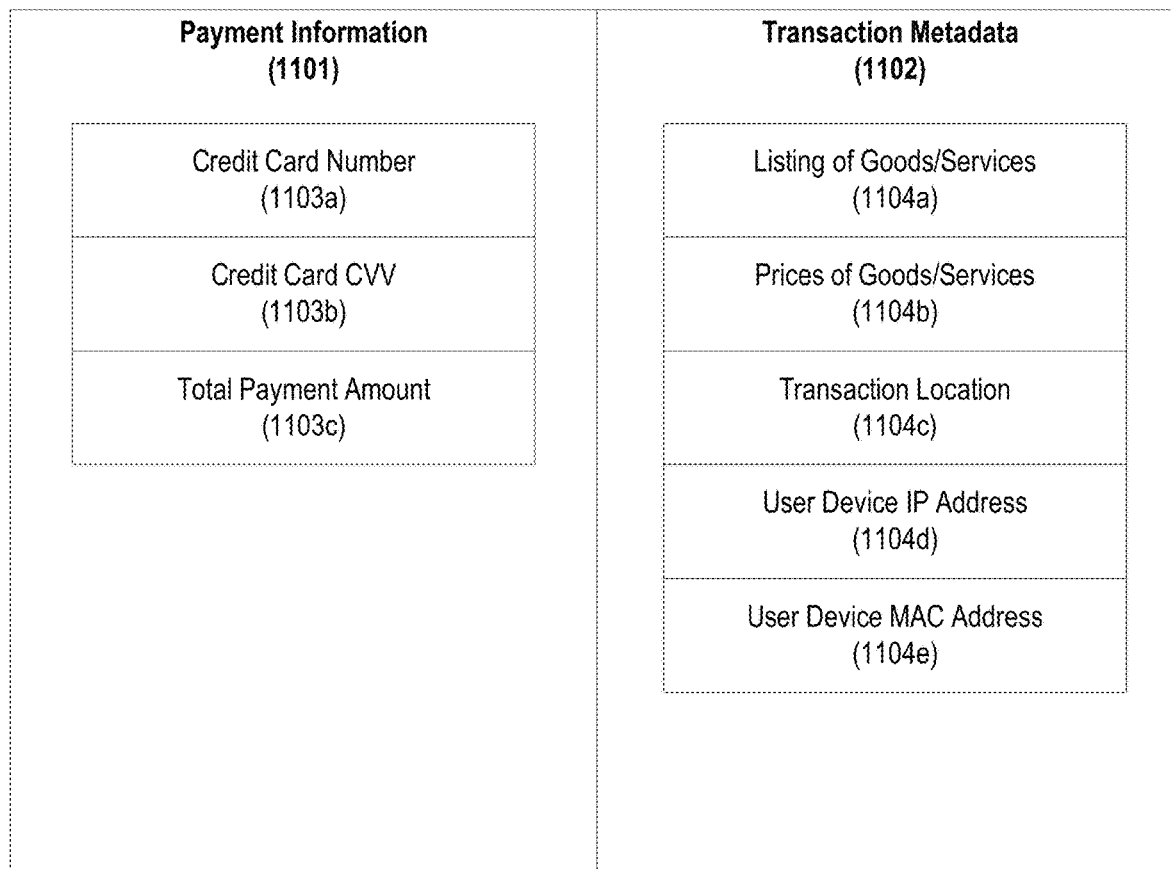 Payment Information
(1101)
Credit Card Number
(1103a)
Credit Card CVV
(1103b)
Total Payment Amount
(1103c)
Transaction Metadata
(1102)
Listing of Goods/Services
(1104a)
Prices of Goods/Services
(1104b)
Transaction Location
(1104c)
User Device IP Address
(1104d)
User Device MAC Address
(1104e)